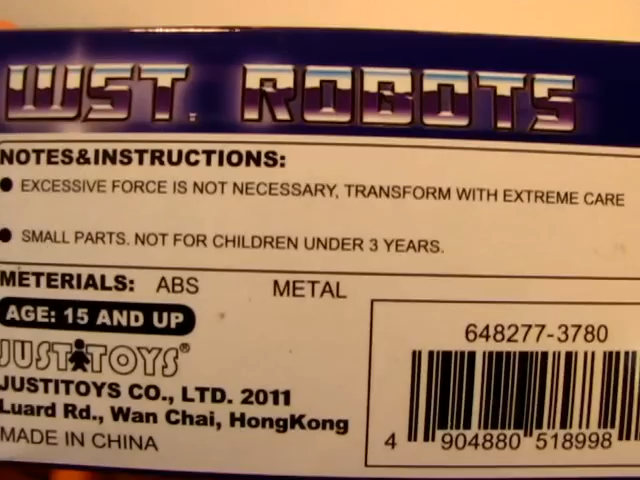 WST. ROBOTS
NOTES&INSTRUCTIONS:
● EXCESSIVE FORCE IS NOT NECESSARY, TRANSFORM WITH EXTREME CARE
● SMALL PARTS. NOT FOR CHILDREN UNDER 3 YEARS.
METERIALS: ABS METAL
AGE: 15 AND UP
JUSTITOYS®
JUSTITOYS CO., LTD. 2011
Luard Rd., Wan Chai, HongKong
MADE IN CHINA
648277-3780
4 904880 518998